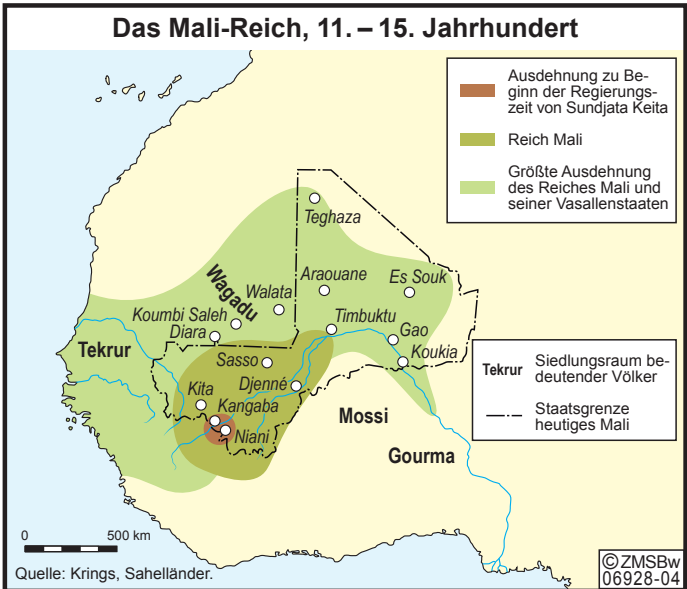 Das Mali-Reich, 11. – 15. Jahrhundert
Ausdehnung zu Be-
ginn der Regierungs-
zeit von Sundjata Keita
Reich Mali
Größte Ausdehnung
des Reiches Mali und
seiner Vasallenstaaten
Teghaza
Wagadu
Araouane
Es Souk
Walata
Koumbi Saleh
Timbuktu
Diara
Gao
Tekrur
Sasso
Koukia
Djenné
Kita
Kangaba
Niani
Mossi
Gourma
Tekrur
Siedlungsraum be-
deutender Völker
Staatsgrenze
heutiges Mali
0 500 km
Quelle: Krings, Sahelländer.
©ZMSBw
06928-04